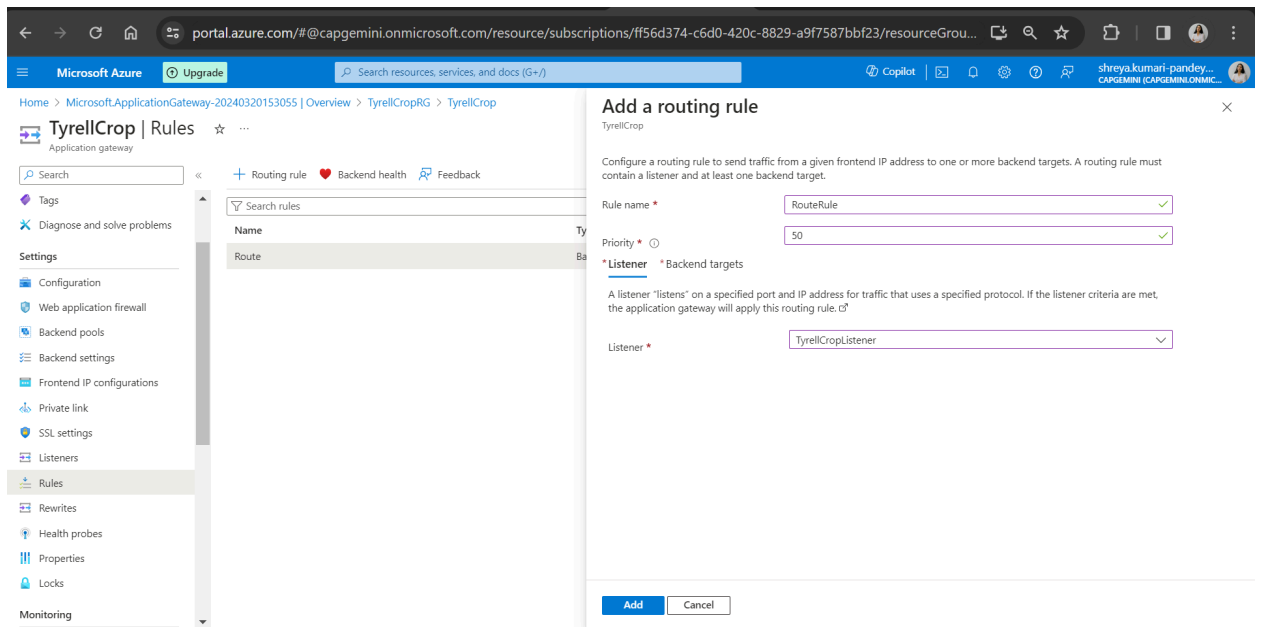 portal.azure.com/#@capgemini.onmicrosoft.com/resource/subscriptions/ff56d374-c6d0-420c-8829-a9f7587bbf23/resourceGrou...
Microsoft Azure
Upgrade
Search resources, services, and docs (G+/)
Copilot
shreya.kumari-pandey...
CAPGEMINI (CAPGEMINI.ONMIC...
Home > Microsoft.ApplicationGateway-20240320153055 | Overview > TyrellCropRG > TyrellCrop
TyrellCrop | Rules
Application gateway
Search
Tags
Diagnose and solve problems
Settings
Configuration
Web application firewall
Backend pools
Backend settings
Frontend IP configurations
Private link
SSL settings
Listeners
Rules
Rewrites
Health probes
Properties
Locks
Monitoring
Routing rule
Backend health
Feedback
Search rules
Name
Ty
Route
Ba
Add a routing rule
TyrellCrop
Configure a routing rule to send traffic from a given frontend IP address to one or more backend targets. A routing rule must
contain a listener and at least one backend target.
Rule name *
RouteRule
Priority *
50
*Listener
*Backend targets
A listener "listens" on a specified port and IP address for traffic that uses a specified protocol. If the listener criteria are met,
the application gateway will apply this routing rule.
Listener *
TyrellCropListener
Add
Cancel